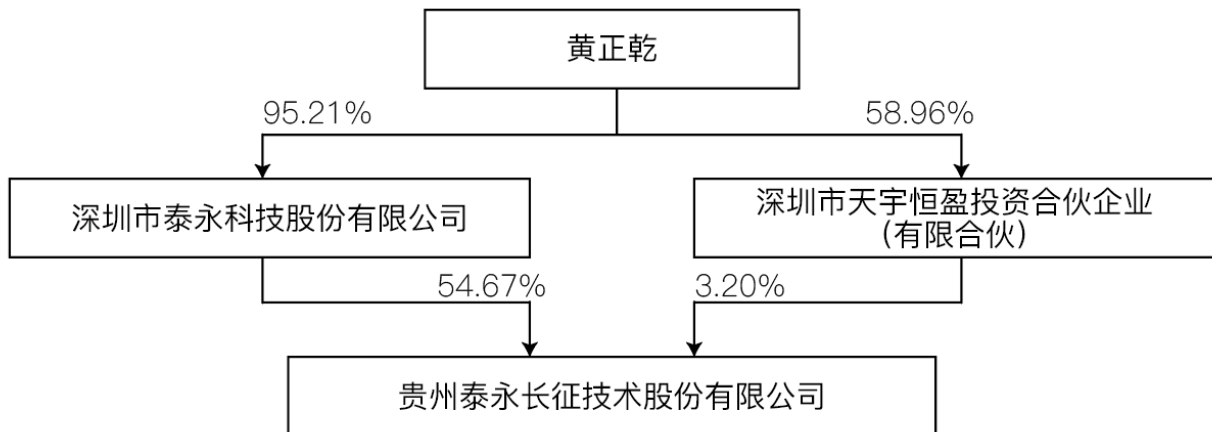 黄正乾
95.21%
58.96%
深圳市泰永科技股份有限公司
深圳市天宇恒盈投资合伙企业
(有限合伙)
54.67%
3.20%
贵州泰永长征技术股份有限公司